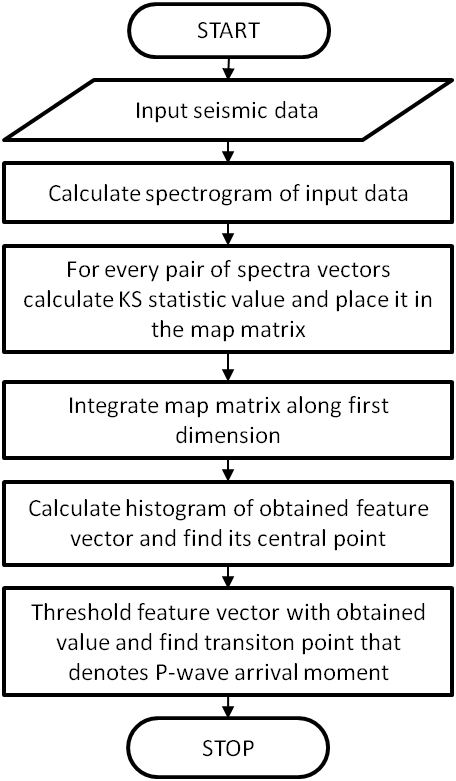 START
Input seismic data
Calculate spectrogram of input data
For every pair of spectra vectors
calculate KS statistic value and place it in
the map matrix
Integrate map matrix along first
dimension
Calculate histogram of obtained feature
vector and find its central point
Threshold feature vector with obtained
value and find transiton point that
denotes P-wave arrival moment
STOP